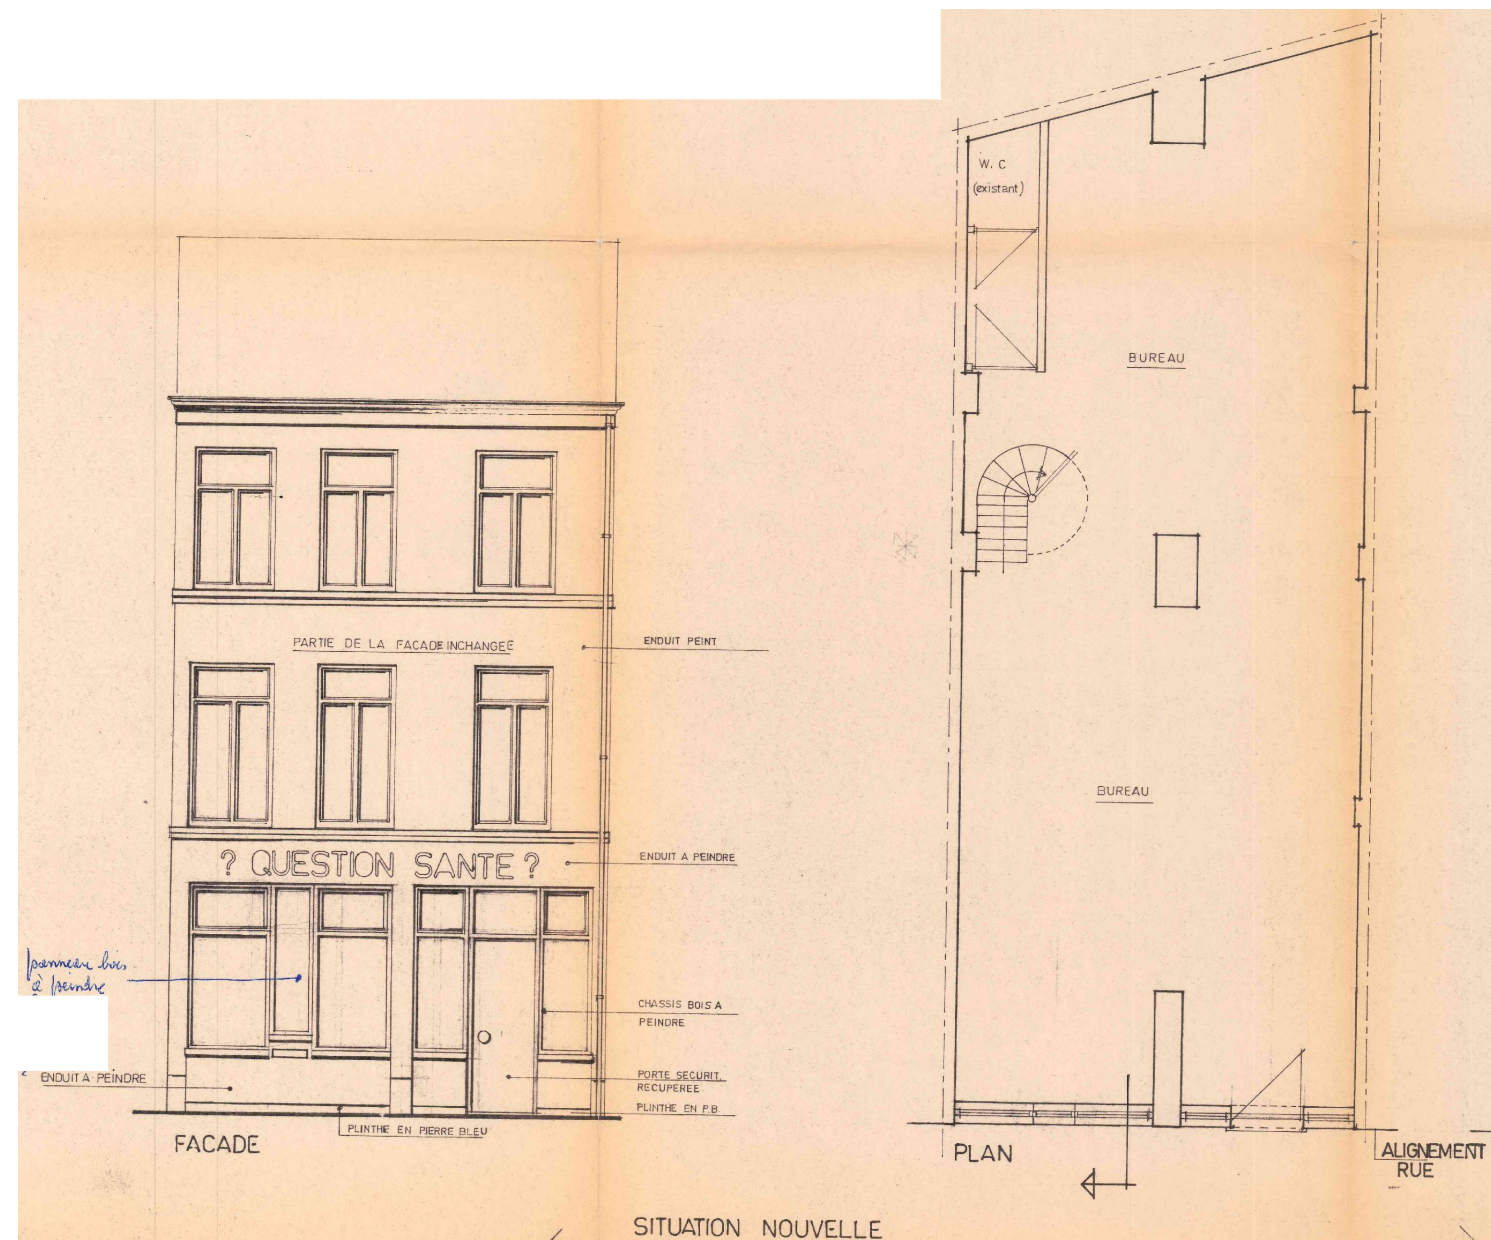 W. C
(existant)
BUREAU
PARTIE DE LA FACADE INCHANGEE
ENDUIT PEINT
BUREAU
? QUESTION SANTE ?
ENDUIT A PEINDRE
panneau bois
à peindre
CHASSIS BOIS A
PEINDRE
ENDUIT A PEINDRE
PORTE SECURIT.
RECUPEREE
PLINTHE EN P.B
PLINTHE EN PIERRE BLEU
FACADE
PLAN
ALIGNEMENT
RUE
SITUATION NOUVELLE